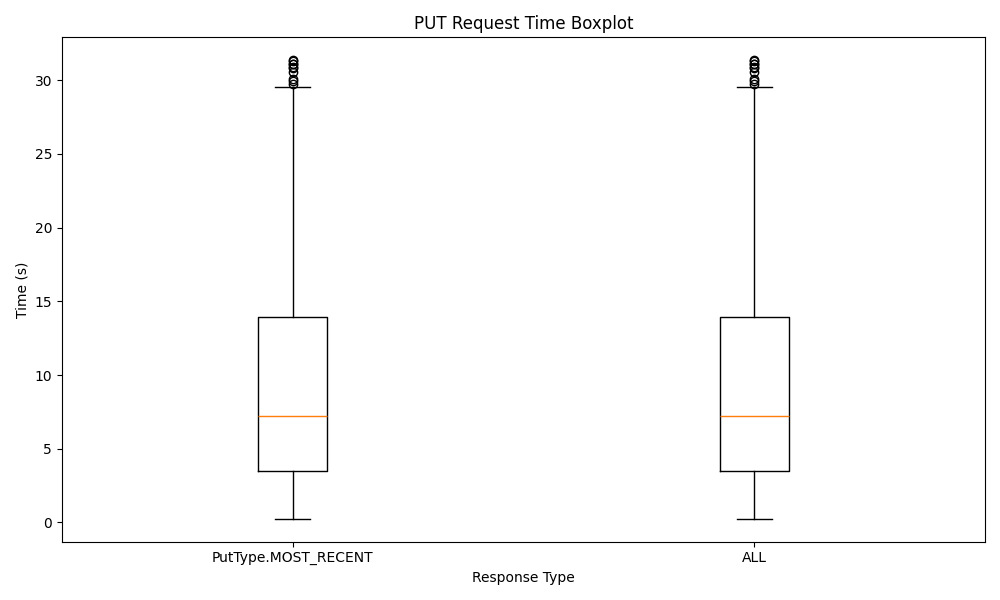 PUT Request Time Boxplot
30
25
20
15
10
5
0
Time (s)
PutType.MOST_RECENT
ALL
Response Type